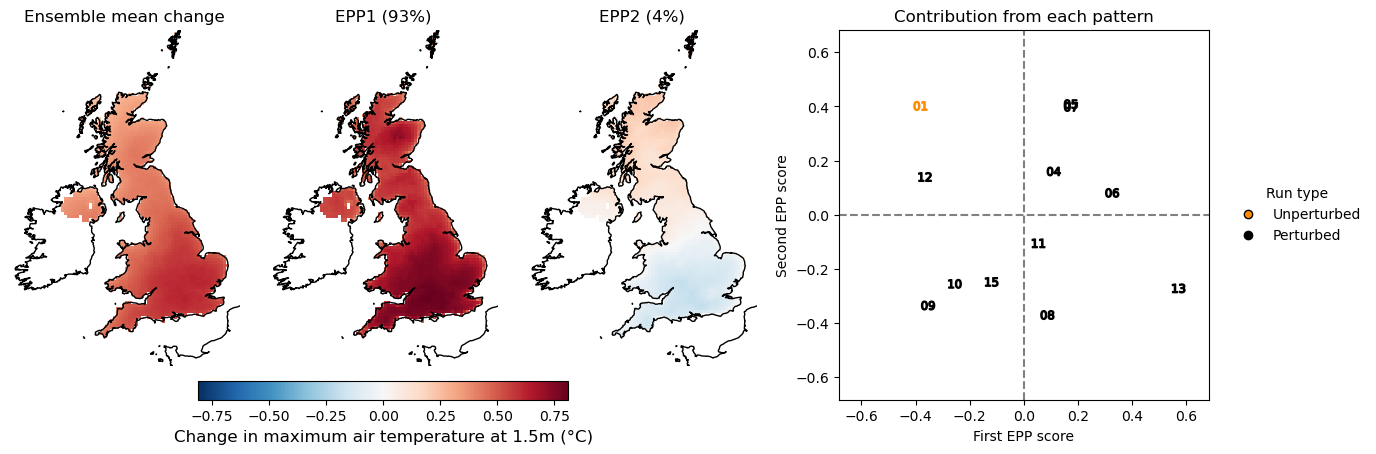 Ensemble mean change
EPP1 (93%)
EPP2 (4%)
Contribution from each pattern
−0.75 −0.50 −0.25 0.00 0.25 0.50 0.75
Change in maximum air temperature at 1.5m (°C)
Second EPP score
0.6
0.4
0.2
0.0
−0.2
−0.4
−0.6
01
05
07
12
04
06
11
10
15
09
08
13
−0.6 −0.4 −0.2 0.0 0.2 0.4 0.6
First EPP score
Run type
Unperturbed
Perturbed